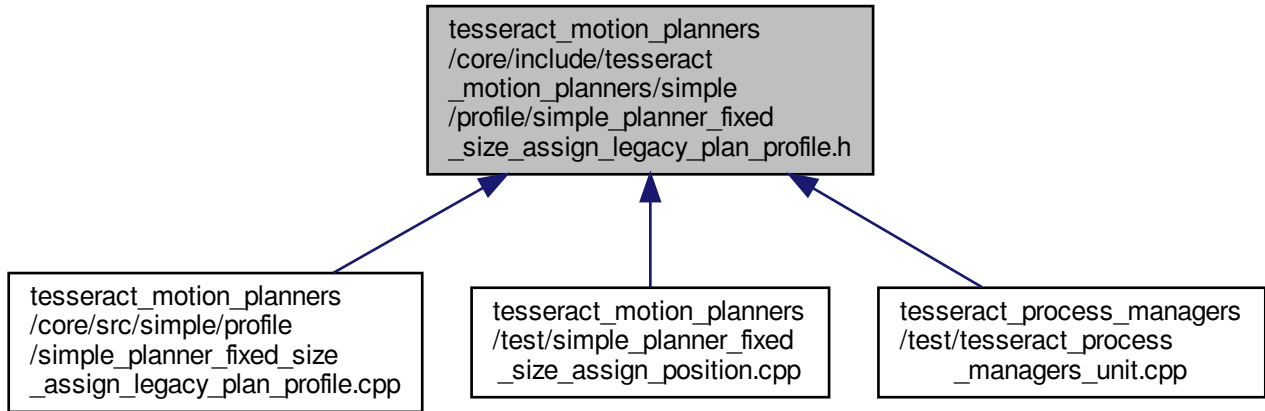 tesseract_motion_planners
/core/include/tesseract
_motion_planners/simple
/profile/simple_planner_fixed
_size_assign_legacy_plan_profile.h
tesseract_motion_planners
/core/src/simple/profile
/simple_planner_fixed_size
_assign_legacy_plan_profile.cpp
tesseract_motion_planners
/test/simple_planner_fixed
_size_assign_position.cpp
tesseract_process_managers
/test/tesseract_process
_managers_unit.cpp